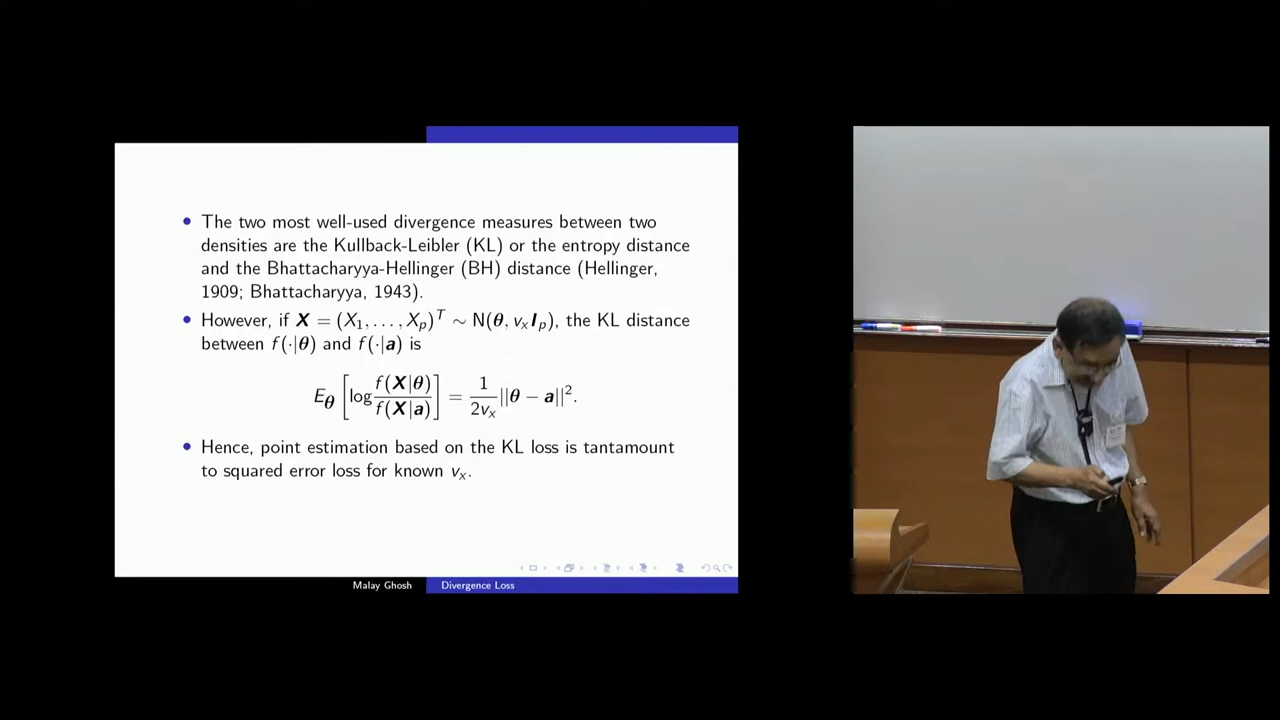 The two most well-used divergence measures between two
densities are the Kullback-Leibler (KL) or the entropy distance
and the Bhattacharyya-Hellinger (BH) distance (Hellinger,
1909; Bhattacharyya, 1943).
However, if X = (X₁, . . . , Xₚ)ᵀ ∼ N(θ, vₓIₚ), the KL distance
between f(·|θ) and f(·|a) is
E_θ [log f(X|θ)/f(X|a)] = 1/(2vₓ) ||θ − a||².
Hence, point estimation based on the KL loss is tantamount
to squared error loss for known vₓ.
Malay Ghosh
Divergence Loss